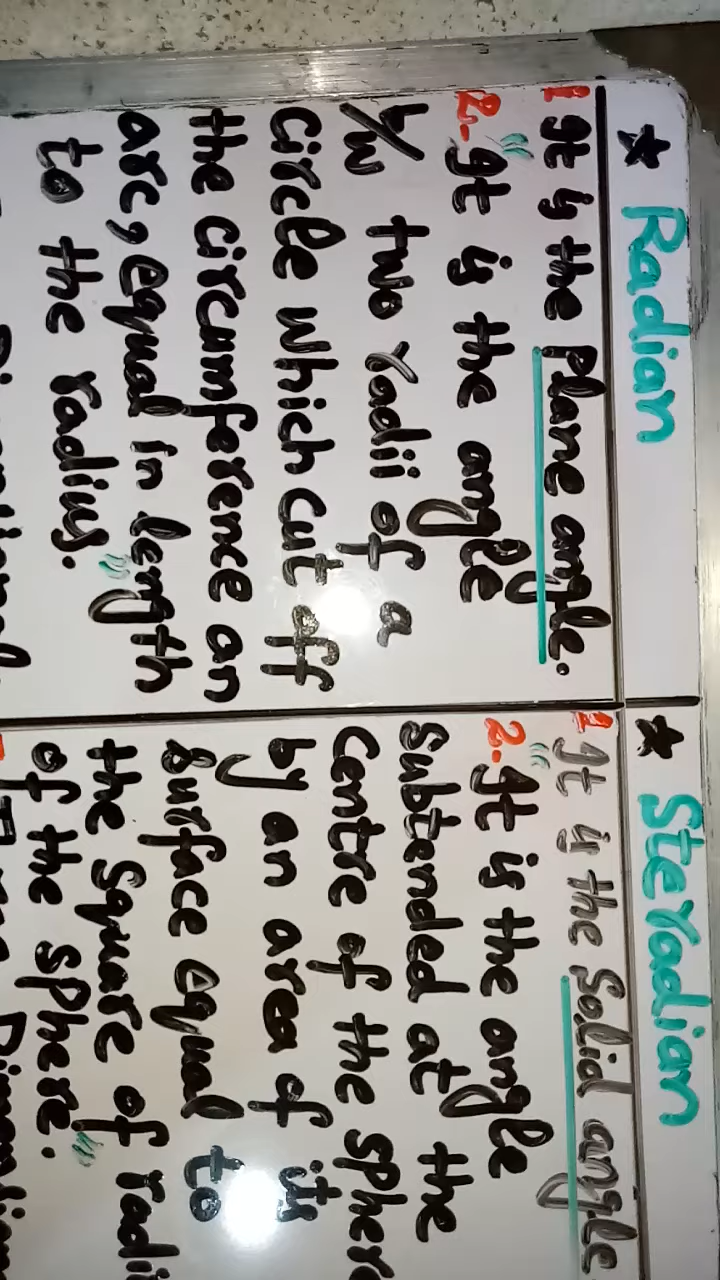 ★ Radian
1 It is the Plane angle.
2. "It is the angle
b/w two radii of a
Circle which cut off
the circumference an
arc, equal in length
to the radius."
★ Steradian
1 It is the Solid angle
2. "It is the angle
Subtended at the
Centre of the sphere
by an area of its
Surface equal to
the square of radi
of the sphere."